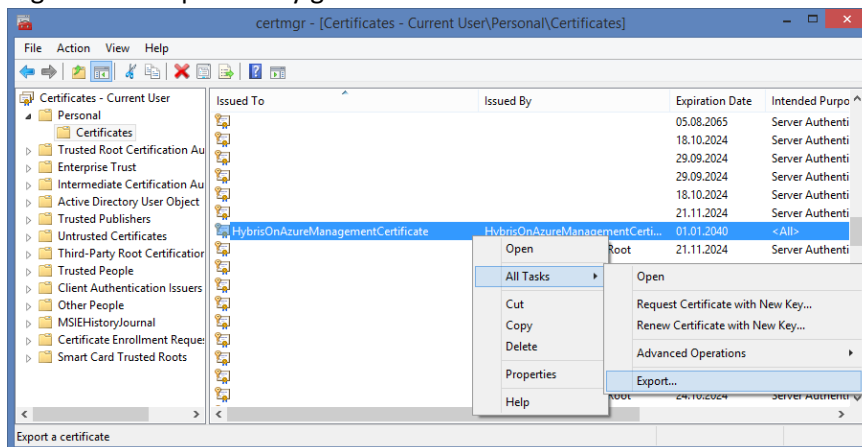 certmgr - [Certificates - Current User\Personal\Certificates]
File Action View Help
Certificates - Current User
Personal
Certificates
Trusted Root Certification Au
Enterprise Trust
Intermediate Certification Au
Active Directory User Object
Trusted Publishers
Untrusted Certificates
Third-Party Root Certification
Trusted People
Client Authentication Issuers
Other People
MSIEHistoryJournal
Certificate Enrollment Reques
Smart Card Trusted Roots
Issued To Issued By Expiration Date Intended Purpo
05.08.2065 Server Authenti
18.10.2024 Server Authenti
29.09.2024 Server Authenti
29.09.2024 Server Authenti
18.10.2024 Server Authenti
21.11.2024 Server Authenti
HybrisOnAzureManagementCertificate HybrisOnAzureManagementCerti... 01.01.2040 <All>
Root 21.11.2024 Server Authenti
Open
All Tasks
Cut
Copy
Delete
Properties
Help
Open
Request Certificate with New Key...
Renew Certificate with New Key...
Advanced Operations
Export...
Root 24.10.2024 Server Authenti
Export a certificate